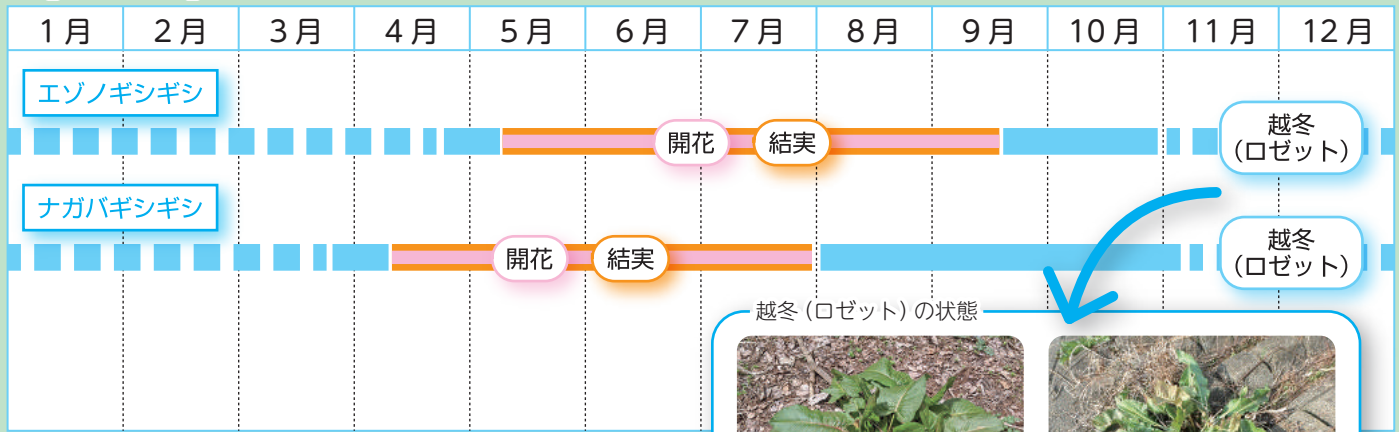 1月 2月 3月 4月 5月 6月 7月 8月 9月 10月 11月 12月
エゾノギシギシ
開花 結実
越冬
(ロゼット)
ナガバギシギシ
開花 結実
越冬
(ロゼット)
越冬(ロゼット)の状態